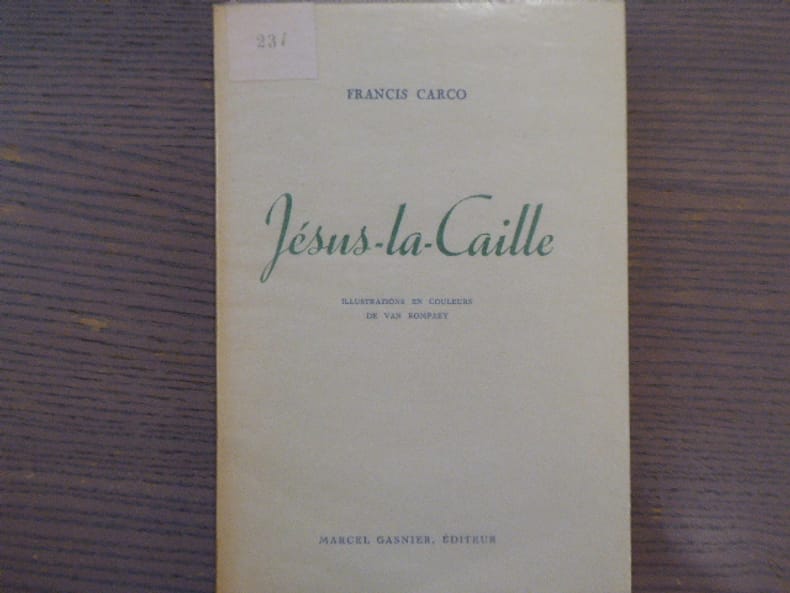 231
FRANCIS CARCO
Jésus-la-Caille
ILLUSTRATIONS EN COULEURS
DE VAN ROMPAEY
MARCEL GASNIER, ÉDITEUR